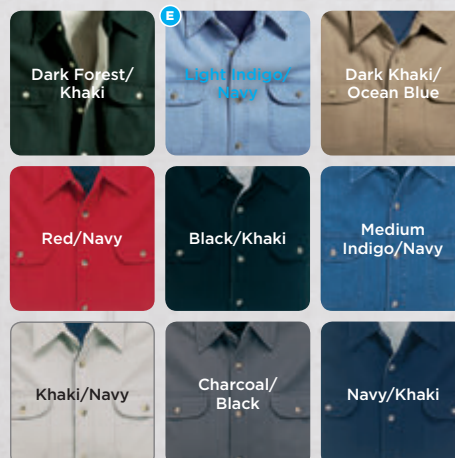 Dark Forest/
Khaki
E
Light Indigo/
Navy
Dark Khaki/
Ocean Blue
Red/Navy
Black/Khaki
Medium
Indigo/Navy
Khaki/Navy
Charcoal/
Black
Navy/Khaki